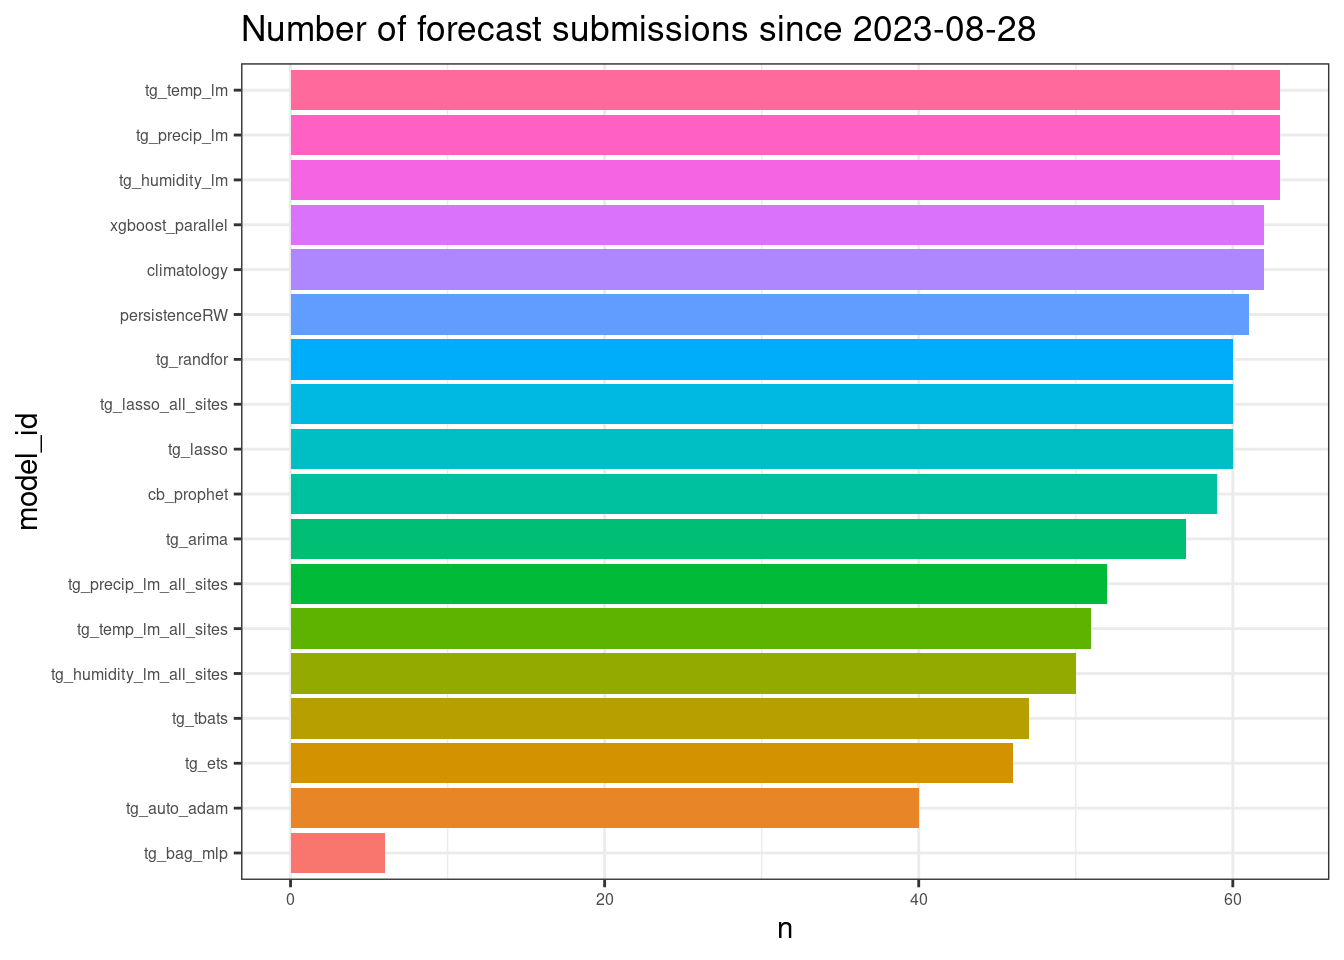 Number of forecast submissions since 2023-08-28
tg_temp_lm
tg_precip_lm
tg_humidity_lm
xgboost_parallel
climatology
persistenceRW
tg_randfor
tg_lasso_all_sites
tg_lasso
cb_prophet
tg_arima
tg_precip_lm_all_sites
tg_temp_lm_all_sites
tg_humidity_lm_all_sites
tg_tbats
tg_ets
tg_auto_adam
tg_bag_mlp
model_id
0 20 40 60
n